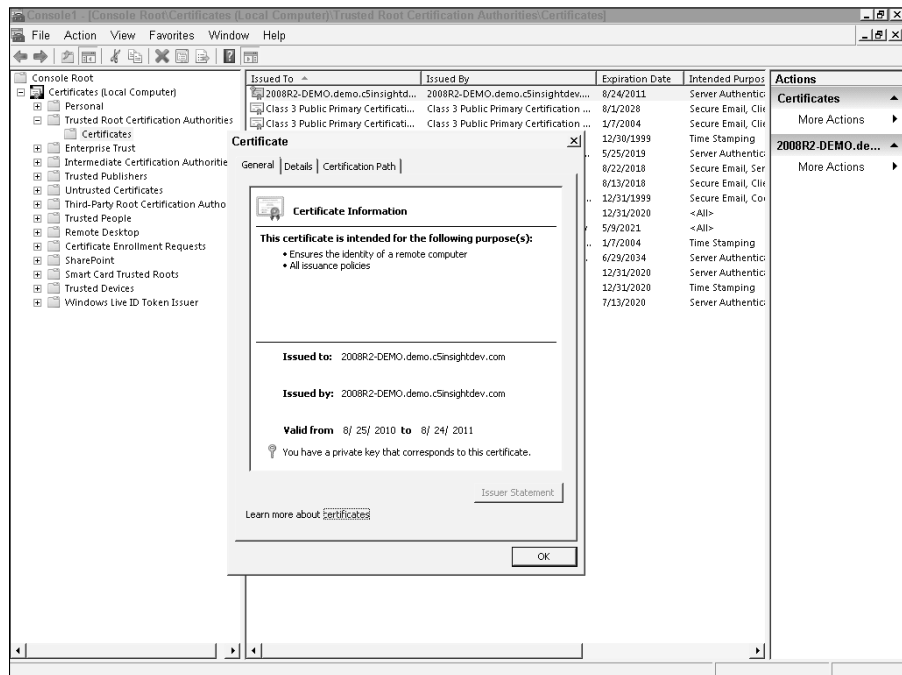 Console1 - [Console Root\Certificates (Local Computer)\Trusted Root Certification Authorities\Certificates]
File Action View Favorites Window Help
Console Root
Certificates (Local Computer)
Personal
Trusted Root Certification Authorities
Certificates
Enterprise Trust
Intermediate Certification Authoritie
Trusted Publishers
Untrusted Certificates
Third-Party Root Certification Autho
Trusted People
Remote Desktop
Certificate Enrollment Requests
SharePoint
Smart Card Trusted Roots
Trusted Devices
Windows Live ID Token Issuer
Issued To Issued By Expiration Date Intended Purpos
2008R2-DEMO.demo.c5insightd... 2008R2-DEMO.demo.c5insightdev.... 8/24/2011 Server Authentic
Class 3 Public Primary Certificati... Class 3 Public Primary Certification ... 8/1/2028 Secure Email, Clie
Class 3 Public Primary Certificati... Class 3 Public Primary Certification ... 1/7/2004 Secure Email, Clie
12/30/1999 Time Stamping
5/25/2019 Server Authentic
8/22/2018 Secure Email, Ser
8/13/2018 Secure Email, Clie
12/31/1999 Secure Email, Co
12/31/2020 <All>
5/9/2021 <All>
1/7/2004 Time Stamping
6/29/2034 Server Authentic
12/31/2020 Server Authentic
12/31/2020 Time Stamping
7/13/2020 Server Authentic
Certificate
General Details Certification Path
Certificate Information
This certificate is intended for the following purpose(s):
• Ensures the identity of a remote computer
• All issuance policies
Issued to: 2008R2-DEMO.demo.c5insightdev.com
Issued by: 2008R2-DEMO.demo.c5insightdev.com
Valid from 8/ 25/ 2010 to 8/ 24/ 2011
You have a private key that corresponds to this certificate.
Issuer Statement
Learn more about certificates
OK
Actions
Certificates
More Actions
2008R2-DEMO.de...
More Actions